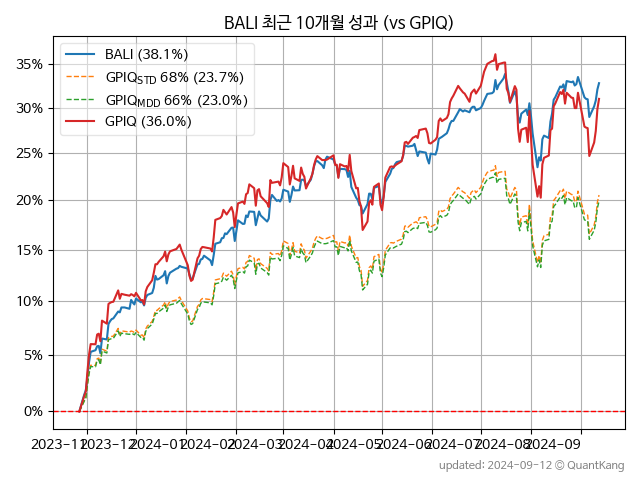 BALI 최근 10개월 성과 (vs GPIQ)
BALI (38.1%)
GPIQSTD 68% (23.7%)
GPIQMDD 66% (23.0%)
GPIQ (36.0%)
35%
30%
25%
20%
15%
10%
5%
0%
2023-11 2023-12 2024-01 2024-02 2024-03 2024-04 2024-05 2024-06 2024-07 2024-08 2024-09
updated: 2024-09-12 © QuantKang